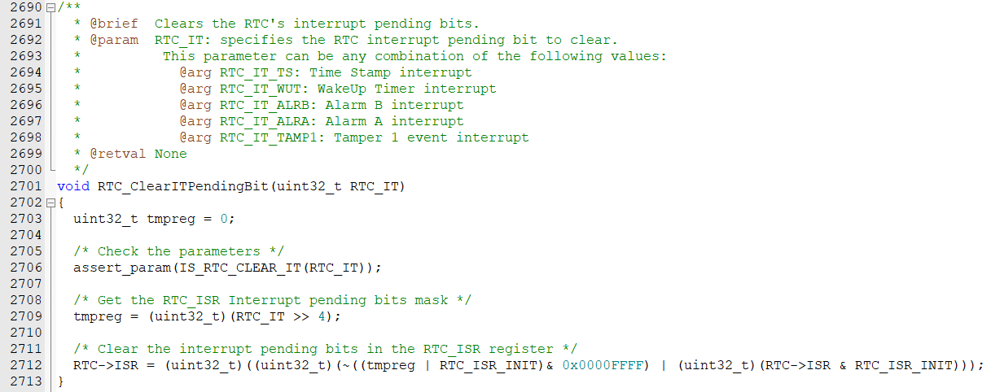 2690 /**
2691   * @brief  Clears the RTC's interrupt pending bits.
2692   * @param  RTC_IT: specifies the RTC interrupt pending bit to clear.
2693   *          This parameter can be any combination of the following values:
2694   *            @arg RTC_IT_TS: Time Stamp interrupt
2695   *            @arg RTC_IT_WUT: WakeUp Timer interrupt
2696   *            @arg RTC_IT_ALRB: Alarm B interrupt
2697   *            @arg RTC_IT_ALRA: Alarm A interrupt
2698   *            @arg RTC_IT_TAMP1: Tamper 1 event interrupt
2699   * @retval None
2700   */
2701 void RTC_ClearITPendingBit(uint32_t RTC_IT)
2702 {
2703   uint32_t tmpreg = 0;
2704
2705   /* Check the parameters */
2706   assert_param(IS_RTC_CLEAR_IT(RTC_IT));
2707
2708   /* Get the RTC_ISR Interrupt pending bits mask */
2709   tmpreg = (uint32_t)(RTC_IT >> 4);
2710
2711   /* Clear the interrupt pending bits in the RTC_ISR register */
2712   RTC->ISR = (uint32_t)((uint32_t)(~((tmpreg | RTC_ISR_INIT)& 0x0000FFFF) | (uint32_t)(RTC->ISR & RTC_ISR_INIT)));
2713 }